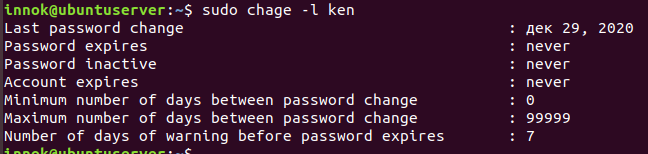 innok@ubuntuserver:~$ sudo chage -l ken
Last password change : дек 29, 2020
Password expires : never
Password inactive : never
Account expires : never
Minimum number of days between password change : 0
Maximum number of days between password change : 99999
Number of days of warning before password expires : 7
innok@ubuntuserver:~$